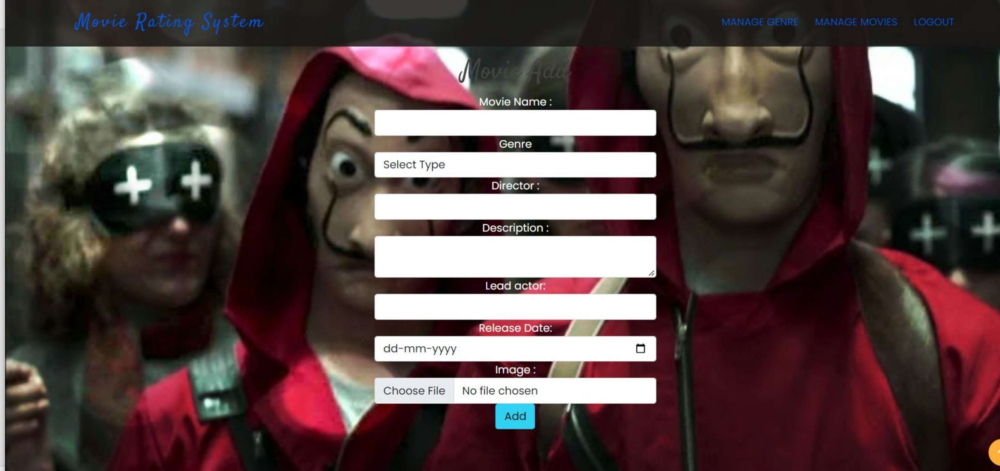 Movie Rating System
MANAGE GENRE MANAGE MOVIES LOGOUT
Movie Add
Movie Name :
Genre
Select Type
Director :
Description :
Lead actor:
Release Date:
dd-mm-yyyy
Image :
Choose File No file chosen
Add